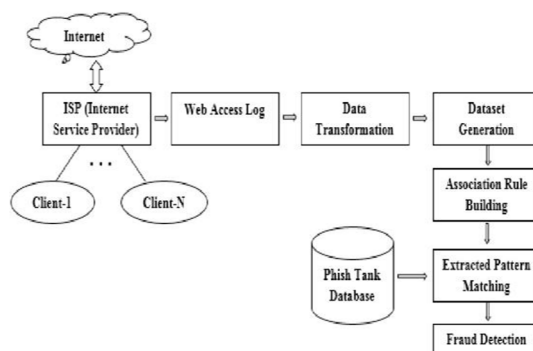 Internet
ISP (Internet
Service Provider)
Web Access Log
Data
Transformation
Dataset
Generation
...
Client-1
Client-N
Association Rule
Building
Phish Tank
Database
Extracted Pattern
Matching
Fraud Detection